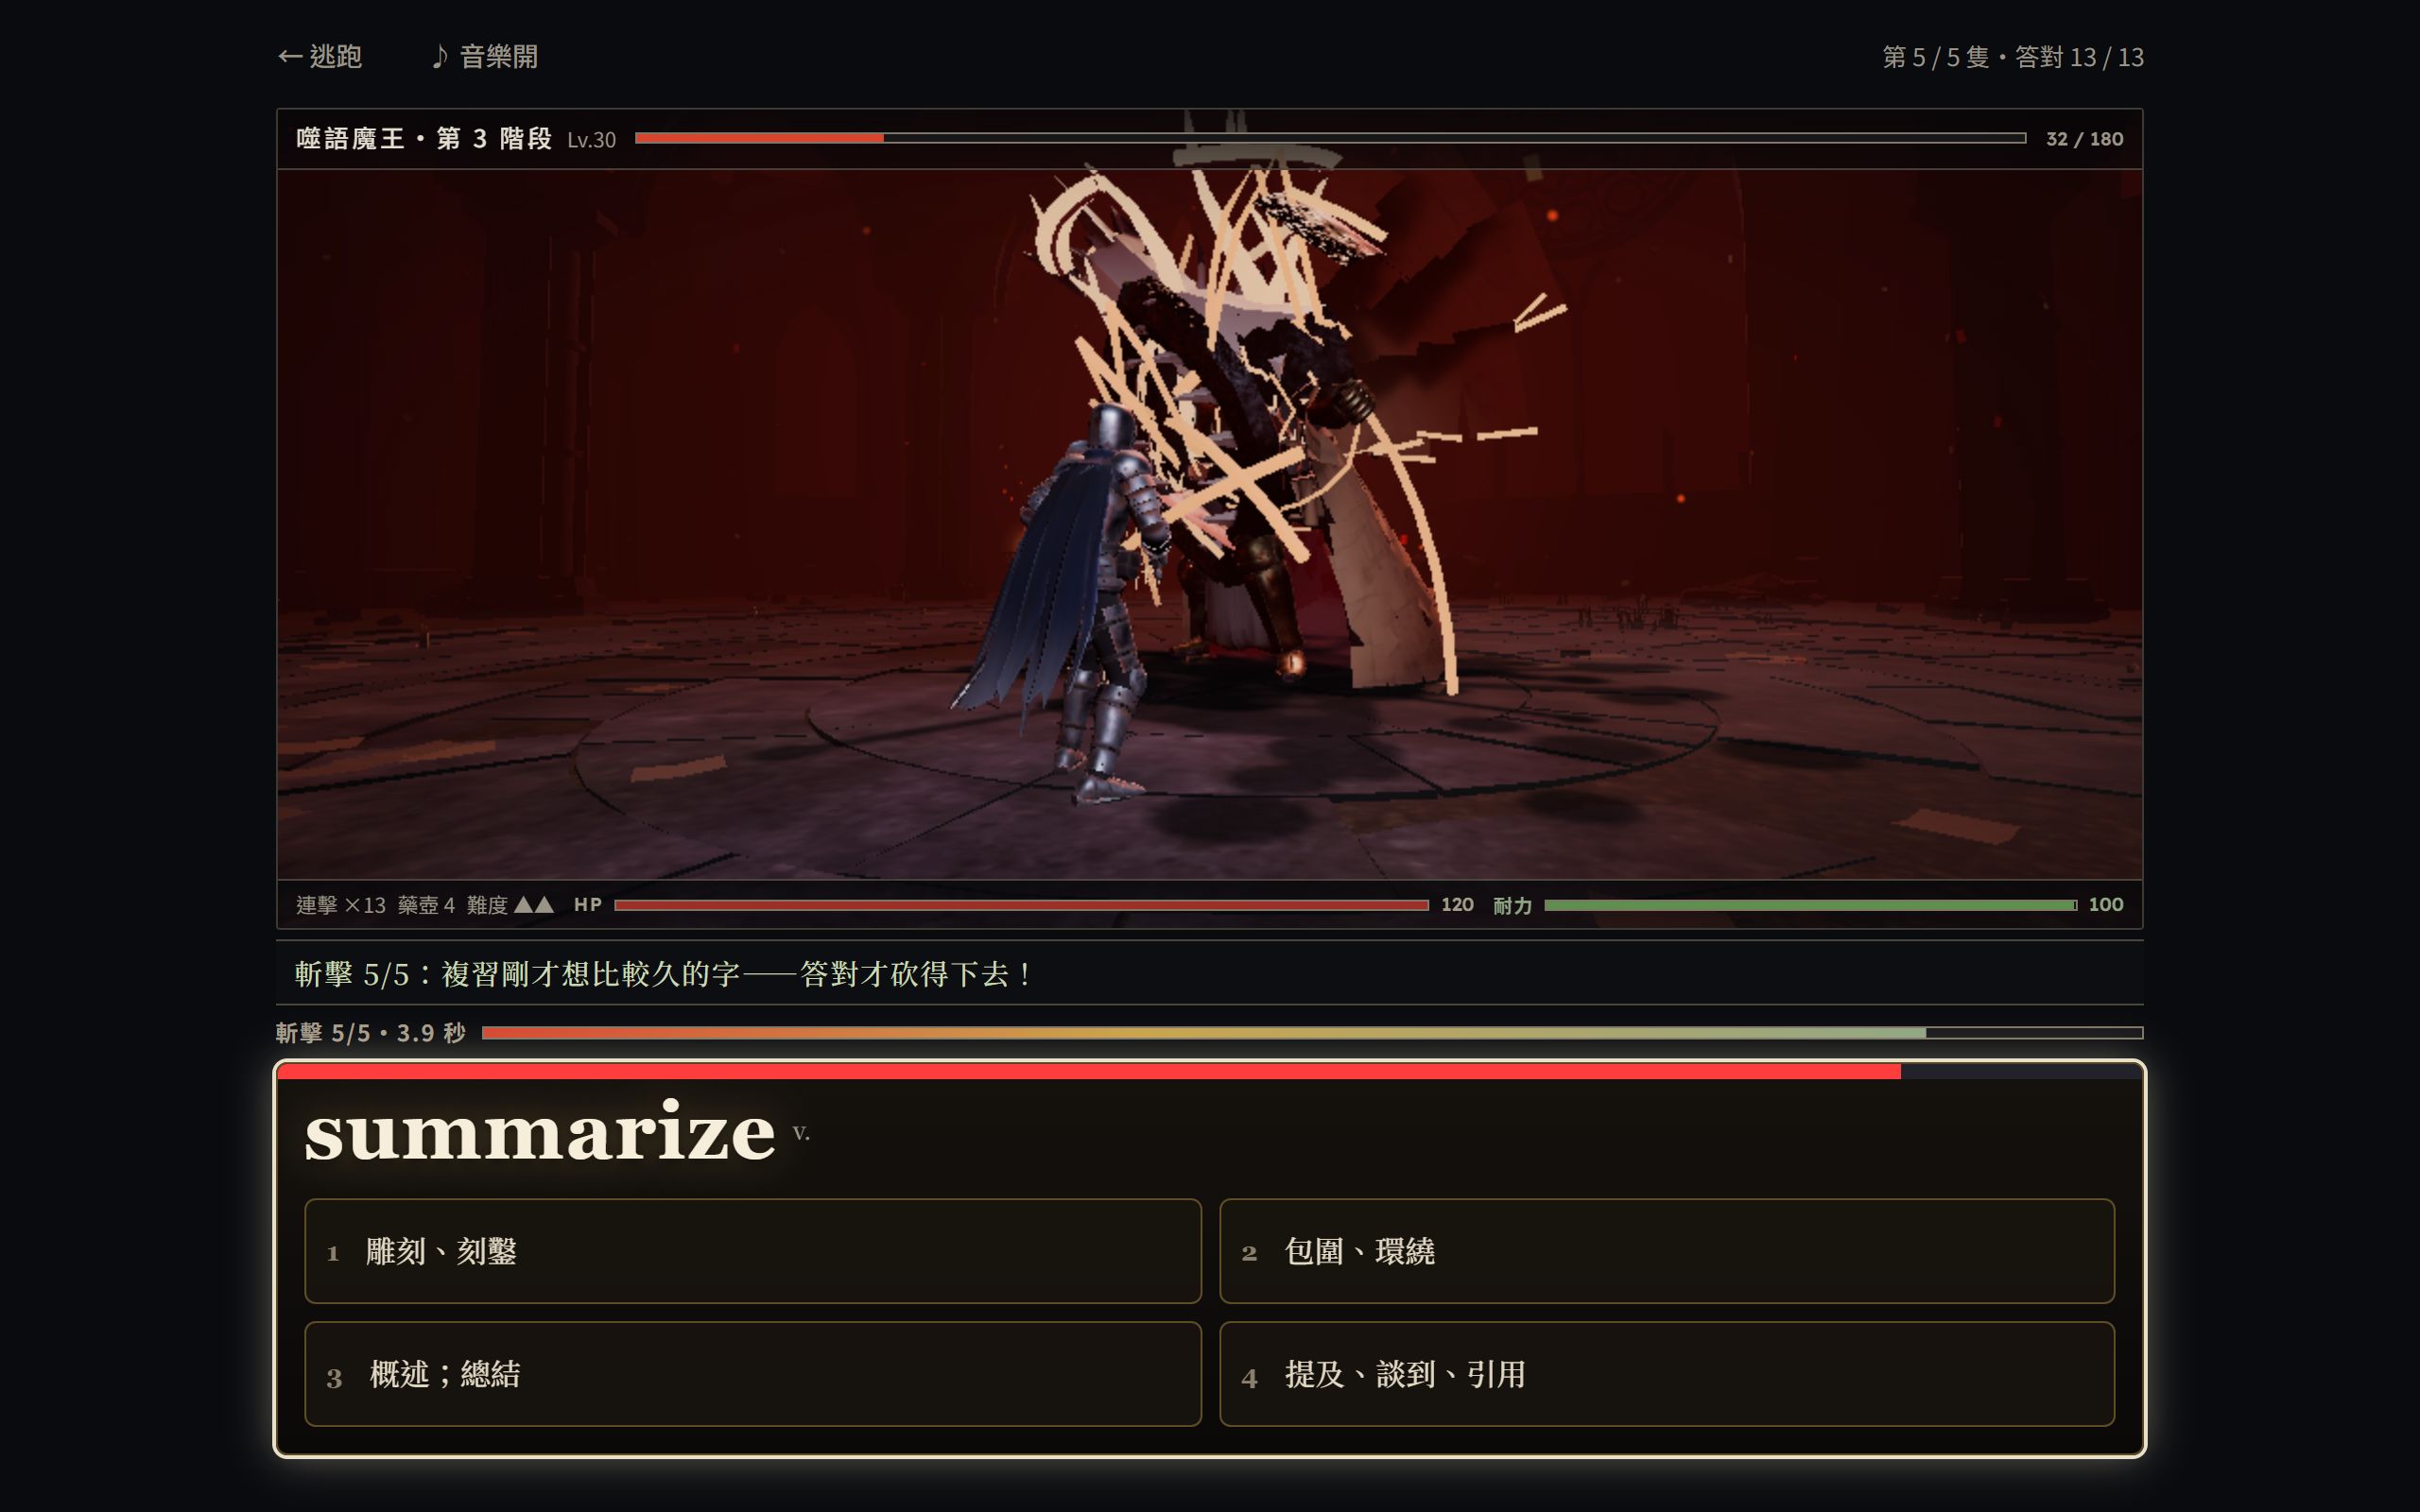 ← 逃跑 ♪ 音樂開 第 5 / 5 隻・答對 13 / 13
噬語魔王・第 3 階段 Lv.30 32 / 180
連擊 ×13 藥壺 4 難度 ▲▲ HP 120 耐力 100
斬擊 5/5：複習剛才想比較久的字——答對才砍得下去！
斬擊 5/5・3.9 秒
summarize v.
1 雕刻、刻鑿
2 包圍、環繞
3 概述；總結
4 提及、談到、引用